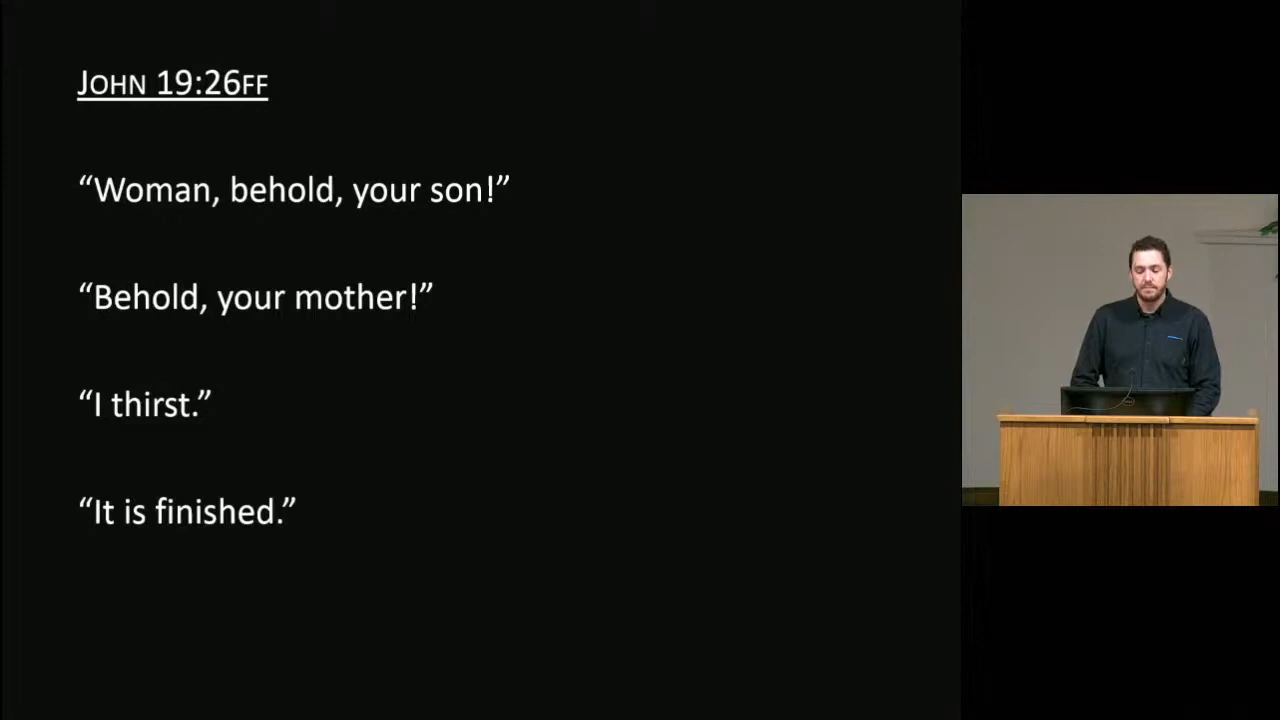 JOHN 19:26FF
“Woman, behold, your son!”
“Behold, your mother!”
“I thirst.”
“It is finished.”